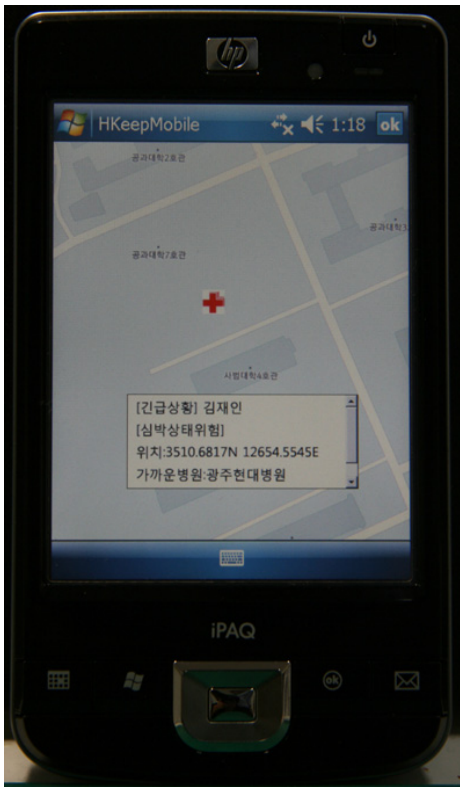 hp
HKeepMobile 1:18 ok
공과대학2호관
공과대학3
공과대학7호관
사범대학4호관
[긴급상황] 김재인
[심박상태위험]
위치:3510.6817N 12654.5545E
가까운병원:광주현대병원
iPAQ
ok